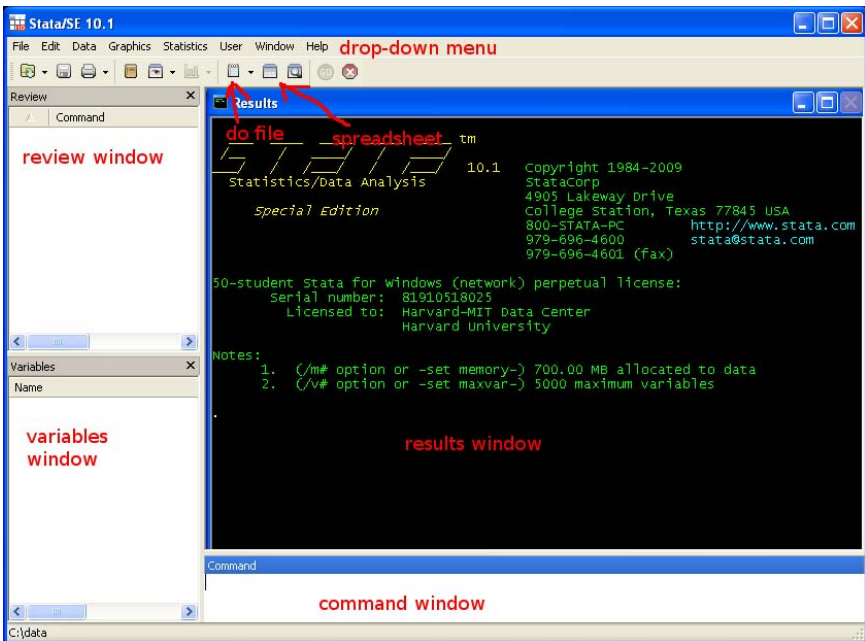 Stata/SE 10.1
File Edit Data Graphics Statistics User Window Help drop-down menu
Review
Command
review window
Results
do file spreadsheet
tm
10.1
Statistics/Data Analysis
Special Edition
Copyright 1984-2009
StataCorp
4905 Lakeway Drive
College Station, Texas 77845 USA
800-STATA-PC http://www.stata.com
979-696-4600 stata@stata.com
979-696-4601 (fax)
50-student Stata for Windows (network) perpetual license:
Serial number: 81910518025
Licensed to: Harvard-MIT Data Center
Harvard University
Notes:
1. (/m# option or -set memory-) 700.00 MB allocated to data
2. (/v# option or -set maxvar-) 5000 maximum variables
.
results window
Variables
Name
variables
window
Command
command window
C:\data